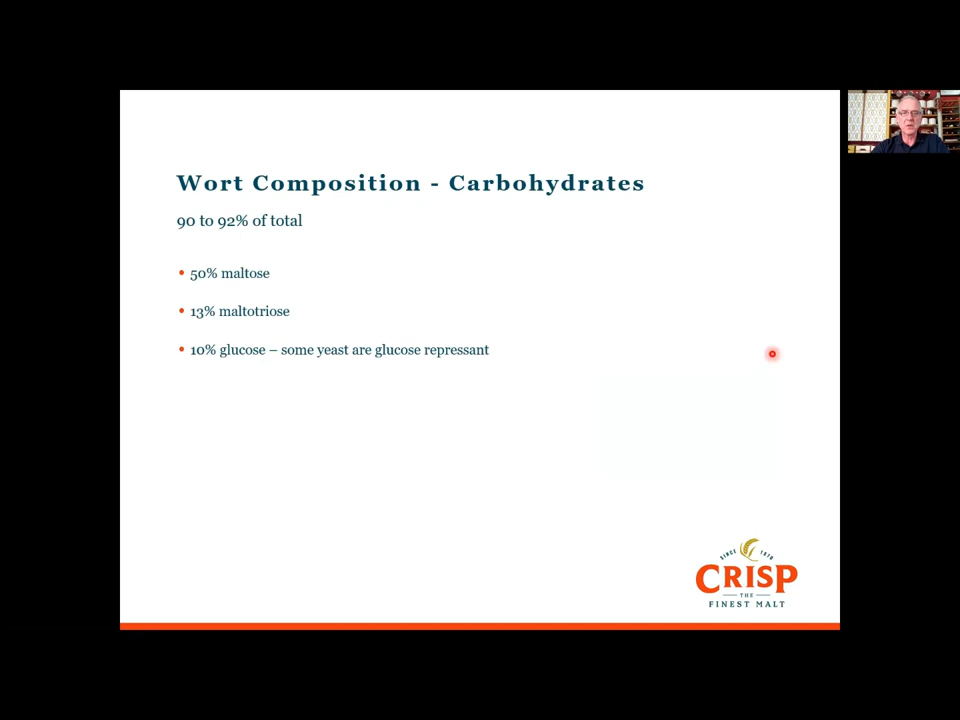 Wort Composition - Carbohydrates
90 to 92% of total
• 50% maltose
• 13% maltotriose
• 10% glucose – some yeast are glucose repressant
SINCE 1870
CRISP
THE
FINEST MALT